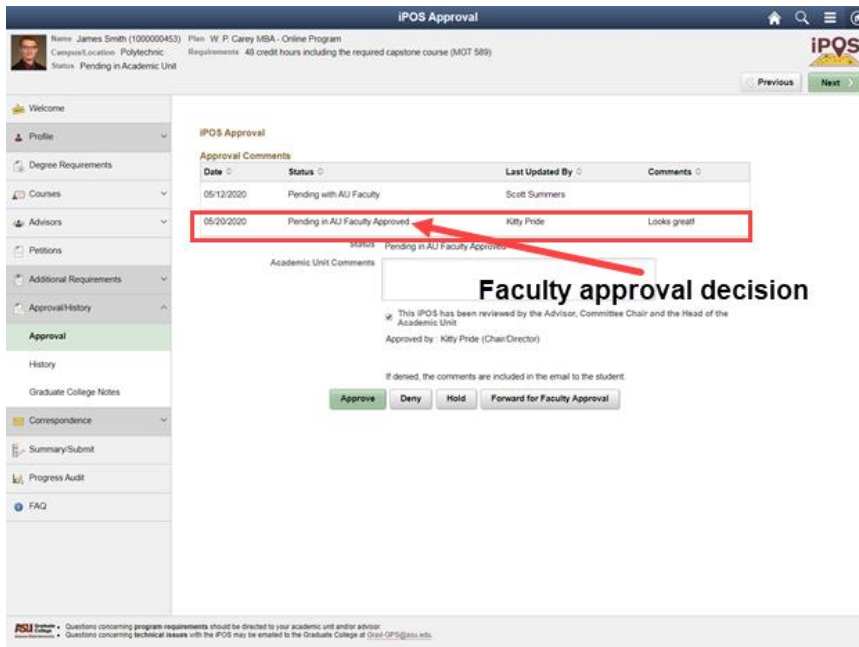 iPOS Approval
Name James Smith (1000000453) Plan W. P. Carey MBA - Online Program
Campus/Location Polytechnic Requirements 48 credit hours including the required capstone course (MGT 589)
Status Pending in Academic Unit
iPOS
Previous Next
Welcome
Profile
Degree Requirements
Courses
Advisors
Petitions
Additional Requirements
Approval/History
Approval
History
Graduate College Notes
Correspondence
Summary/Submit
Progress Audit
FAQ
iPOS Approval
Approval Comments
Date Status Last Updated By Comments
05/12/2020 Pending with AU Faculty Scott Summers
05/20/2020 Pending in AU Faculty Approved Kitty Pride Looks great!
Status Pending in AU Faculty Approved
Academic Unit Comments
Faculty approval decision
This iPOS has been reviewed by the Advisor, Committee Chair and the Head of the
Academic Unit
Approved by : Kitty Pride (Chair/Director)
If denied, the comments are included in the email to the student.
Approve Deny Hold Forward for Faculty Approval
ASU Graduate College
Questions concerning program requirements should be directed to your academic unit and/or advisor.
Questions concerning technical issues with the iPOS may be emailed to the Graduate College at Grad-GPS@asu.edu.